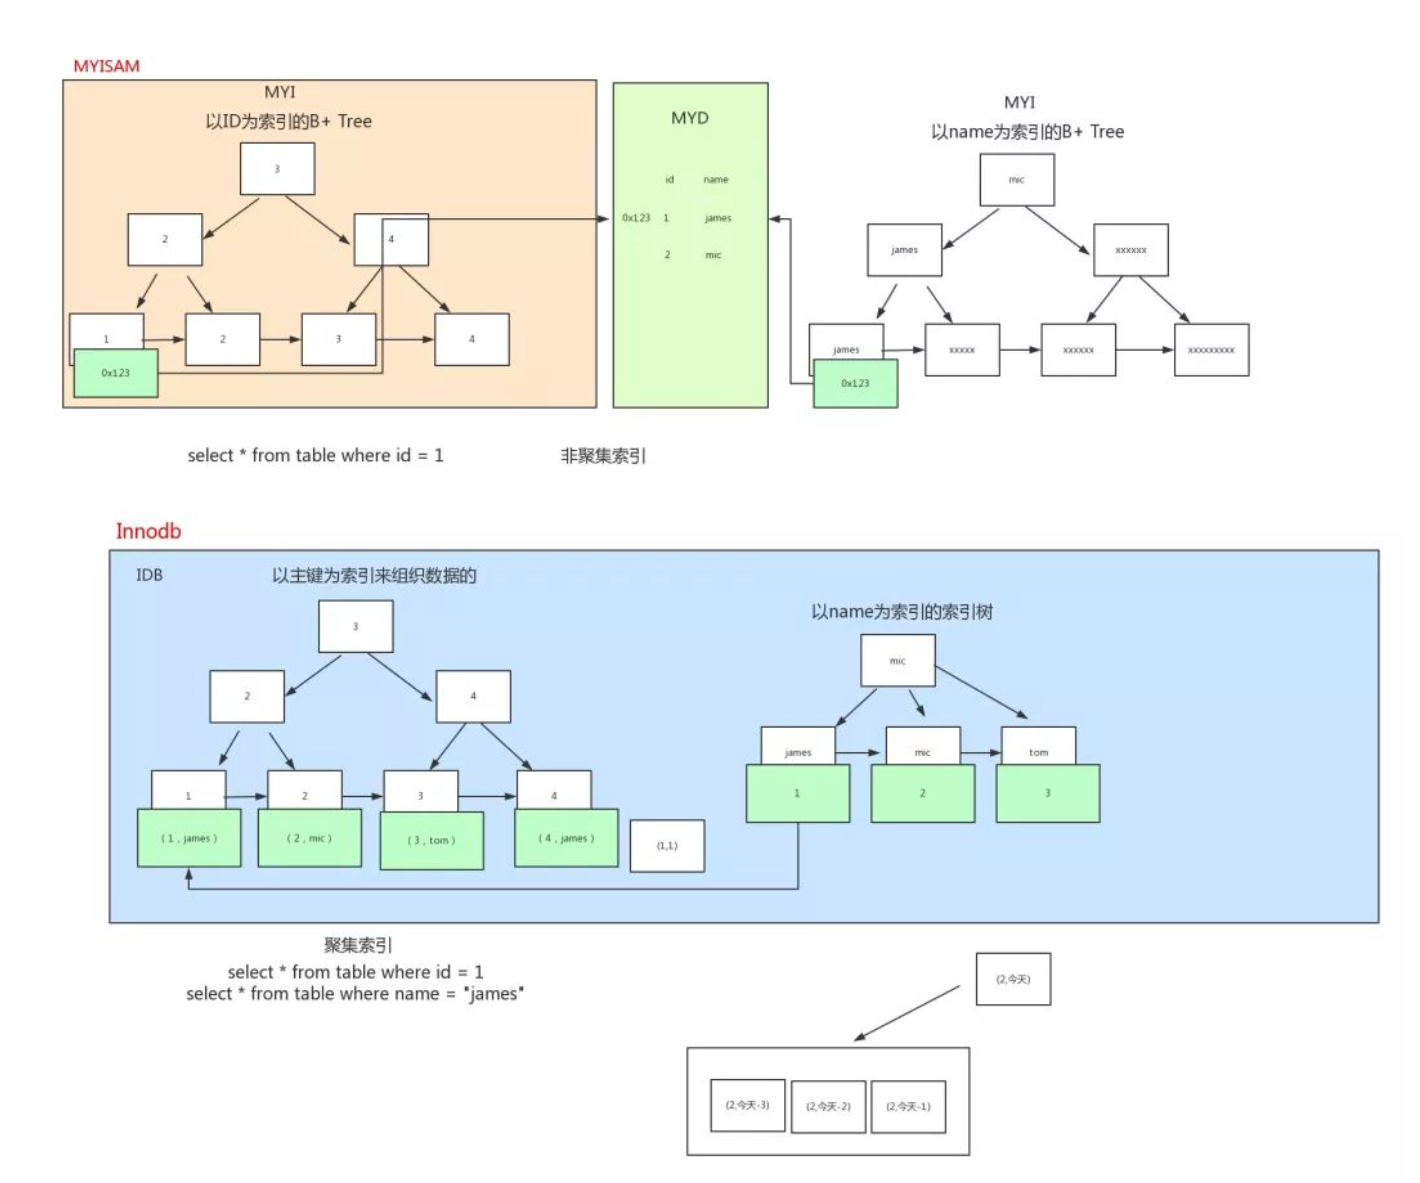 MYISAM
MYI
以ID为索引的B+ Tree
3
2
4
1
2
3
4
0x123
MYD
id name
0x123 1 james
2 mic
MYI
以name为索引的B+ Tree
mic
james
xxxxxx
james
xxxxx
xxxxxx
xxxxxxxxx
0x123
select * from table where id = 1
非聚集索引
Innodb
IDB
以主键为索引来组织数据的
3
2
4
1
2
3
4
( 1 , james )
( 2 , mic )
( 3 , tom )
( 4 , james )
(1,1)
以name为索引的索引树
mic
james
mic
tom
1
2
3
聚集索引
select * from table where id = 1
select * from table where name = "james"
(2,今天)
(2,今天-3)
(2,今天-2)
(2,今天-1)